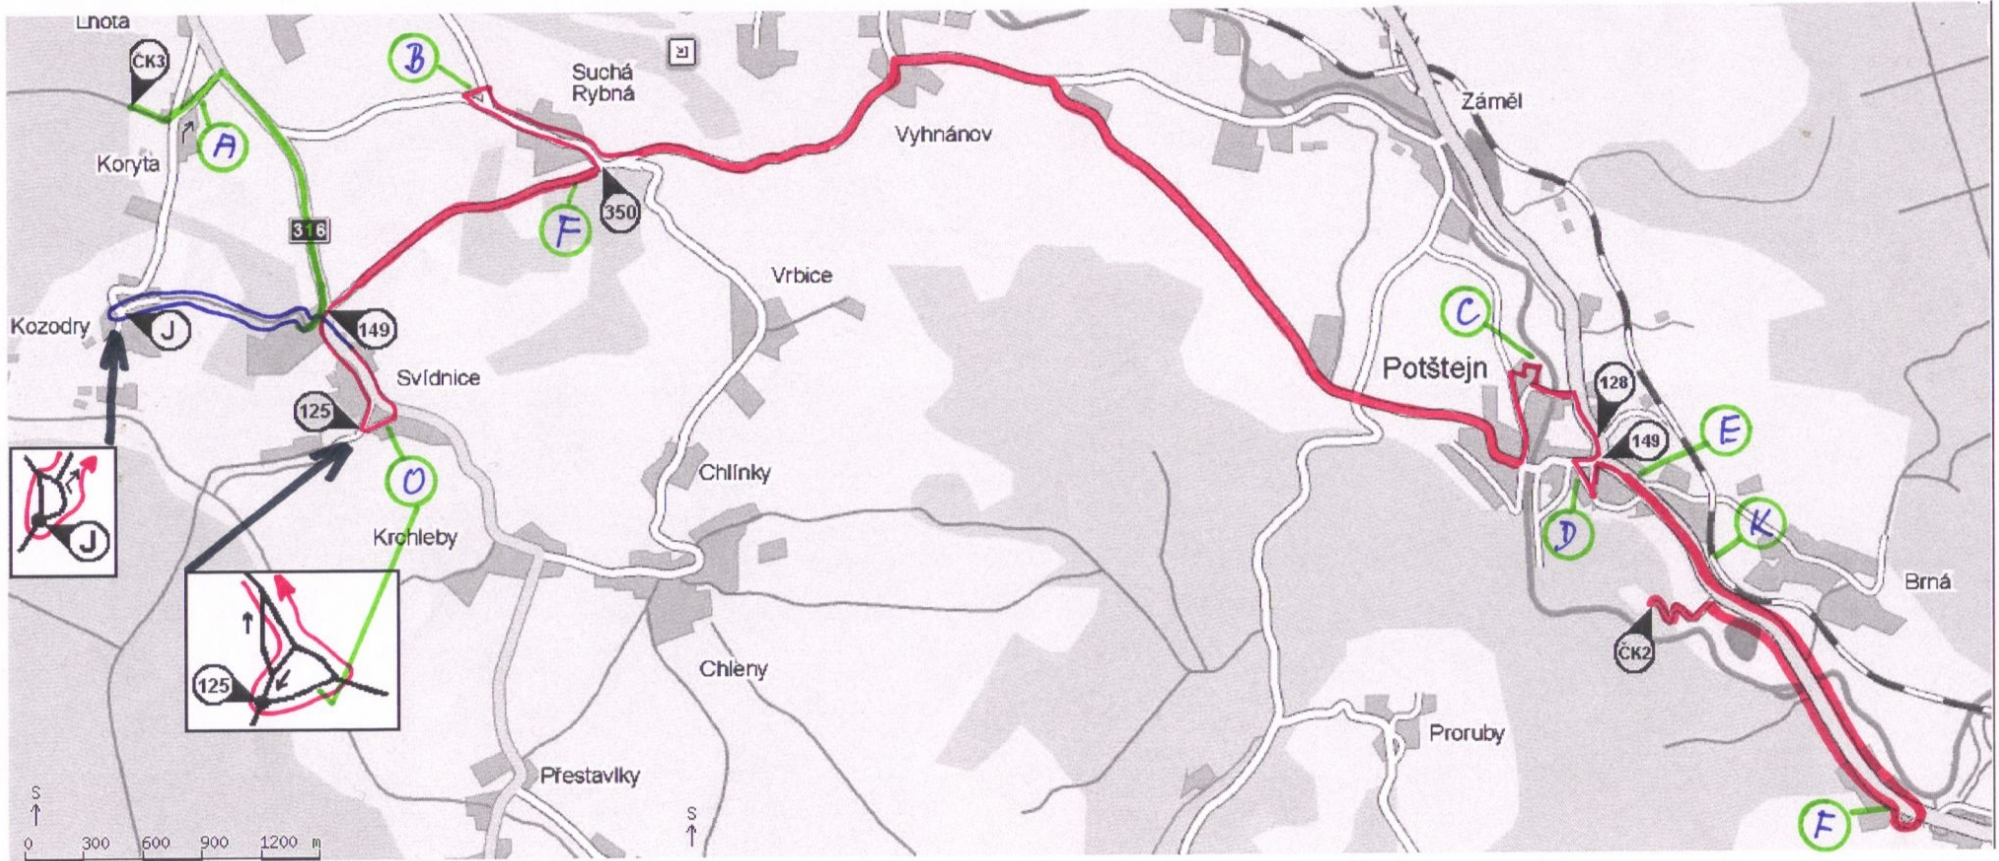 Lhota
ČK3
B
Suchá
Rybná
Záměl
A
Koryta
Vyhnánov
F
350
316
Vrbice
C
Kozodry
J
149
Svídnice
Potštejn
128
125
149
E
Chlínky
O
J
D
K
Krchleby
Brná
ČK2
Chleny
125
Proruby
Přestavlky
S
S
F
0 300 600 900 1200 m